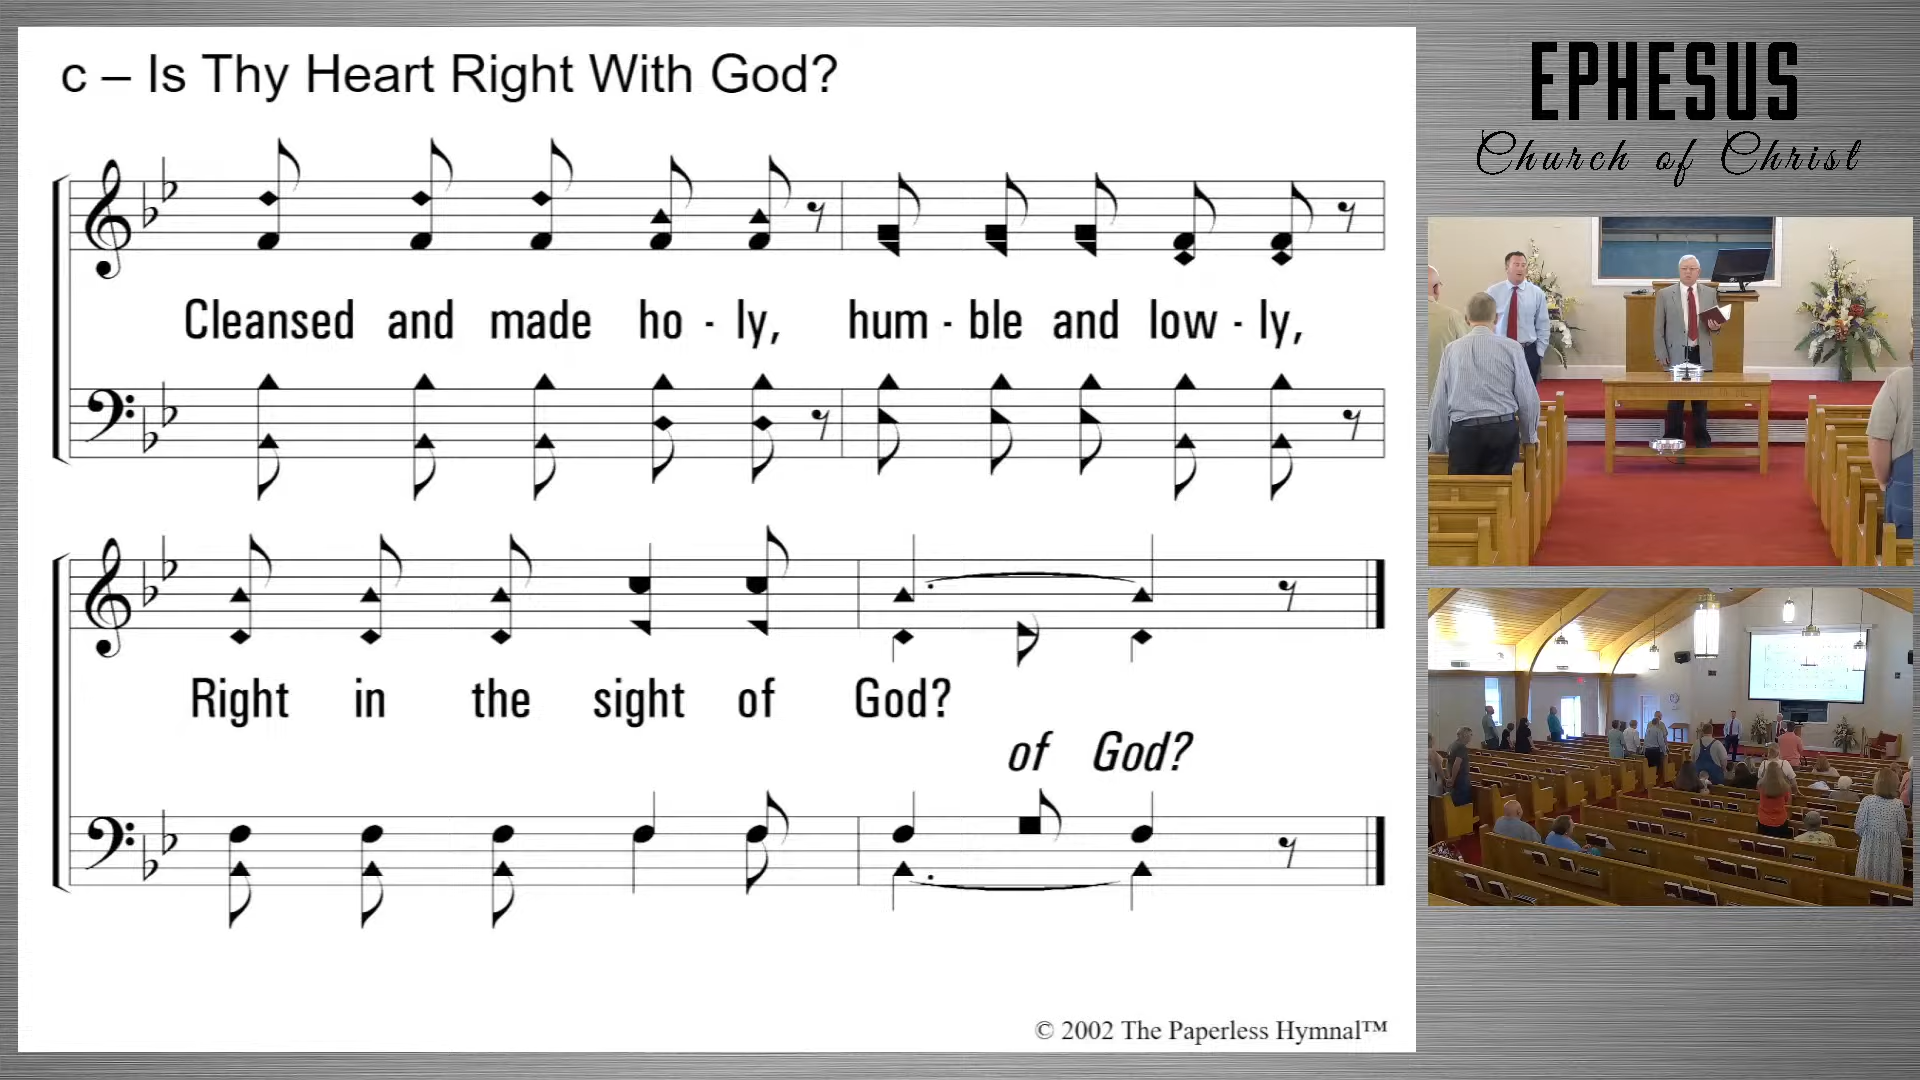 c – Is Thy Heart Right With God?
Cleansed and made ho - ly, hum - ble and low - ly,
Right in the sight of God?
of God?
© 2002 The Paperless Hymnal™
EPHESUS
Church of Christ